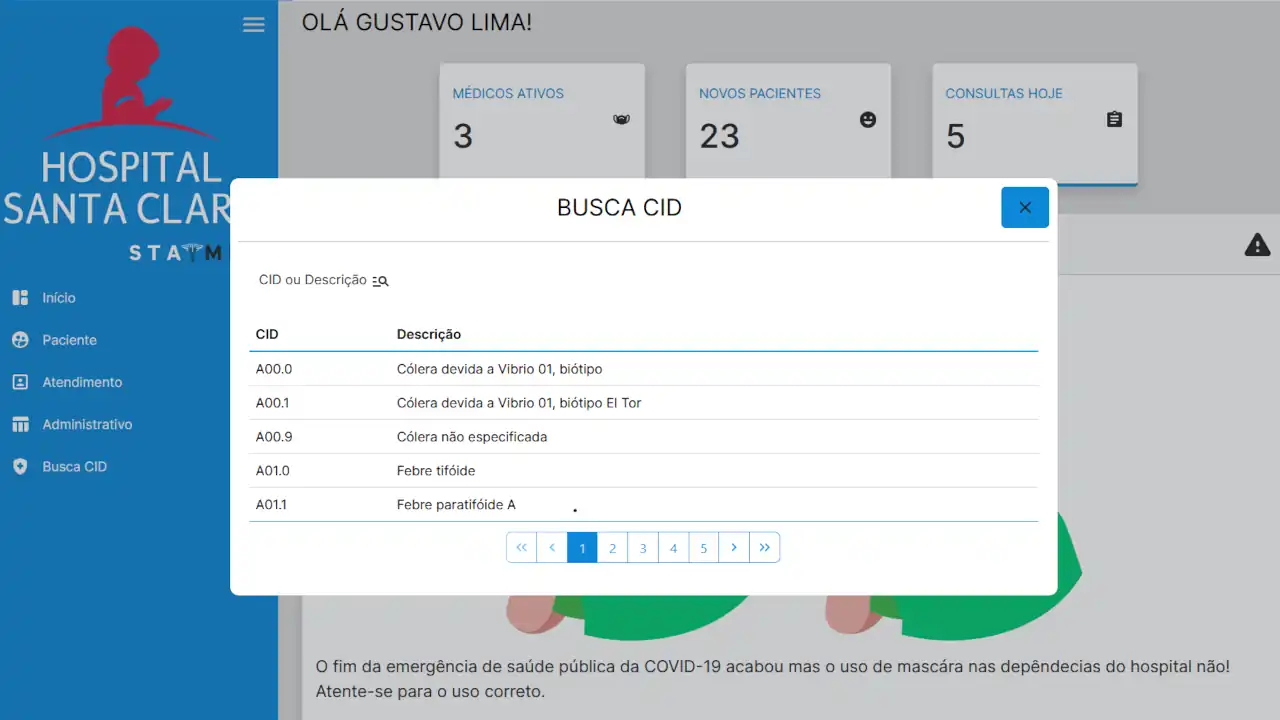 OLÁ GUSTAVO LIMA!
MÉDICOS ATIVOS
3
NOVOS PACIENTES
23
CONSULTAS HOJE
5
HOSPITAL
SANTA CLAR
STA M
Início
Paciente
Atendimento
Administrativo
Busca CID
BUSCA CID
CID ou Descrição
CID Descrição
A00.0 Cólera devida a Vibrio 01, biótipo
A00.1 Cólera devida a Vibrio 01, biótipo El Tor
A00.9 Cólera não especificada
A01.0 Febre tifóide
A01.1 Febre paratifóide A
« ‹ 1 2 3 4 5 › »
O fim da emergência de saúde pública da COVID-19 acabou mas o uso de mascára nas depêndecias do hospital não!
Atente-se para o uso correto.